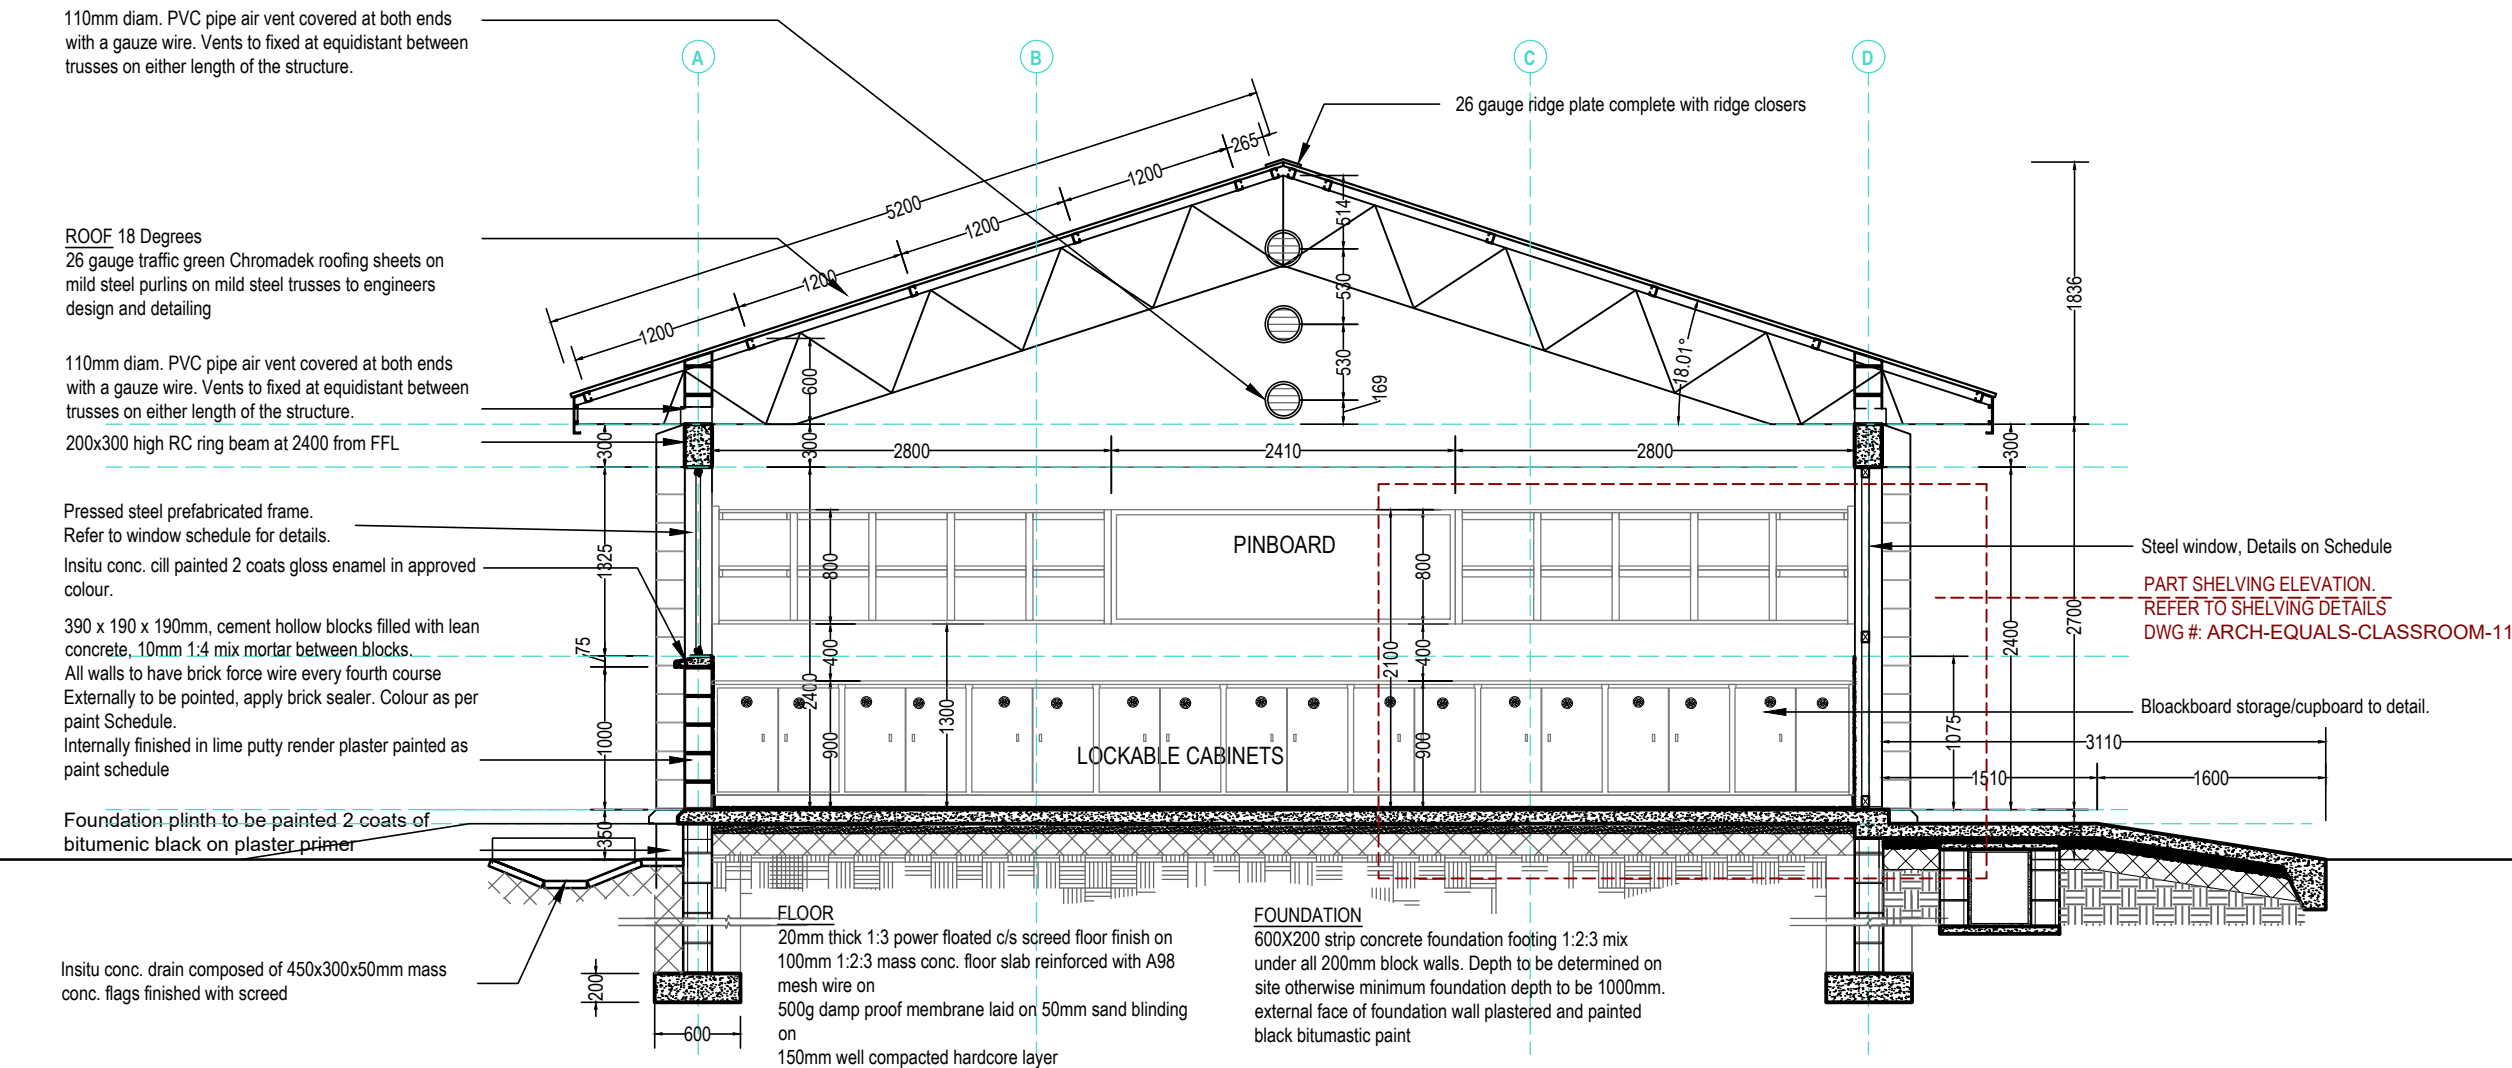 110mm diam. PVC pipe air vent covered at both ends
with a gauze wire. Vents to fixed at equidistant between
trusses on either length of the structure.
A
B
C
D
26 gauge ridge plate complete with ridge closers
265
1200
5200
1200
1200
1200
514
530
530
169
18.01°
1836
ROOF 18 Degrees
26 gauge traffic green Chromadek roofing sheets on
mild steel purlins on mild steel trusses to engineers
design and detailing
110mm diam. PVC pipe air vent covered at both ends
with a gauze wire. Vents to fixed at equidistant between
trusses on either length of the structure.
200x300 high RC ring beam at 2400 from FFL
600
300
300
2800
2410
2800
300
Pressed steel prefabricated frame.
Refer to window schedule for details.
Insitu conc. cill painted 2 coats gloss enamel in approved
colour.
390 x 190 x 190mm, cement hollow blocks filled with lean
concrete, 10mm 1:4 mix mortar between blocks.
All walls to have brick force wire every fourth course
Externally to be pointed, apply brick sealer. Colour as per
paint Schedule.
Internally finished in lime putty render plaster painted as
paint schedule
Foundation plinth to be painted 2 coats of
bitumenic black on plaster primer
1325
75
1000
350
PINBOARD
800
400
900
2400
1300
2100
800
400
900
LOCKABLE CABINETS
2400
2700
1075
Steel window, Details on Schedule
PART SHELVING ELEVATION.
REFER TO SHELVING DETAILS
DWG #: ARCH-EQUALS-CLASSROOM-11
Bloackboard storage/cupboard to detail.
3110
1510
1600
Insitu conc. drain composed of 450x300x50mm mass
conc. flags finished with screed
200
600
FLOOR
20mm thick 1:3 power floated c/s screed floor finish on
100mm 1:2:3 mass conc. floor slab reinforced with A98
mesh wire on
500g damp proof membrane laid on 50mm sand blinding
on
150mm well compacted hardcore layer
FOUNDATION
600X200 strip concrete foundation footing 1:2:3 mix
under all 200mm block walls. Depth to be determined on
site otherwise minimum foundation depth to be 1000mm.
external face of foundation wall plastered and painted
black bitumastic paint